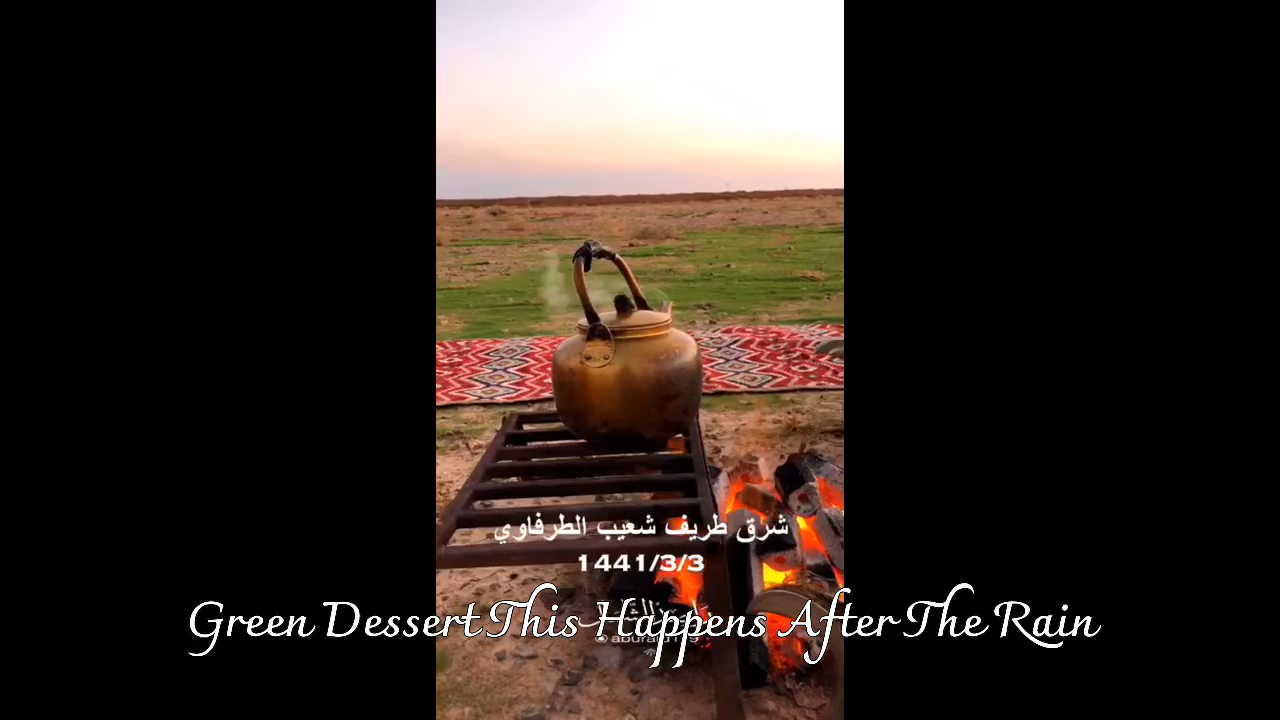 شرق طريف شعيب الطرفاوي
1441/3/3
Green Dessert This Happens After The Rain